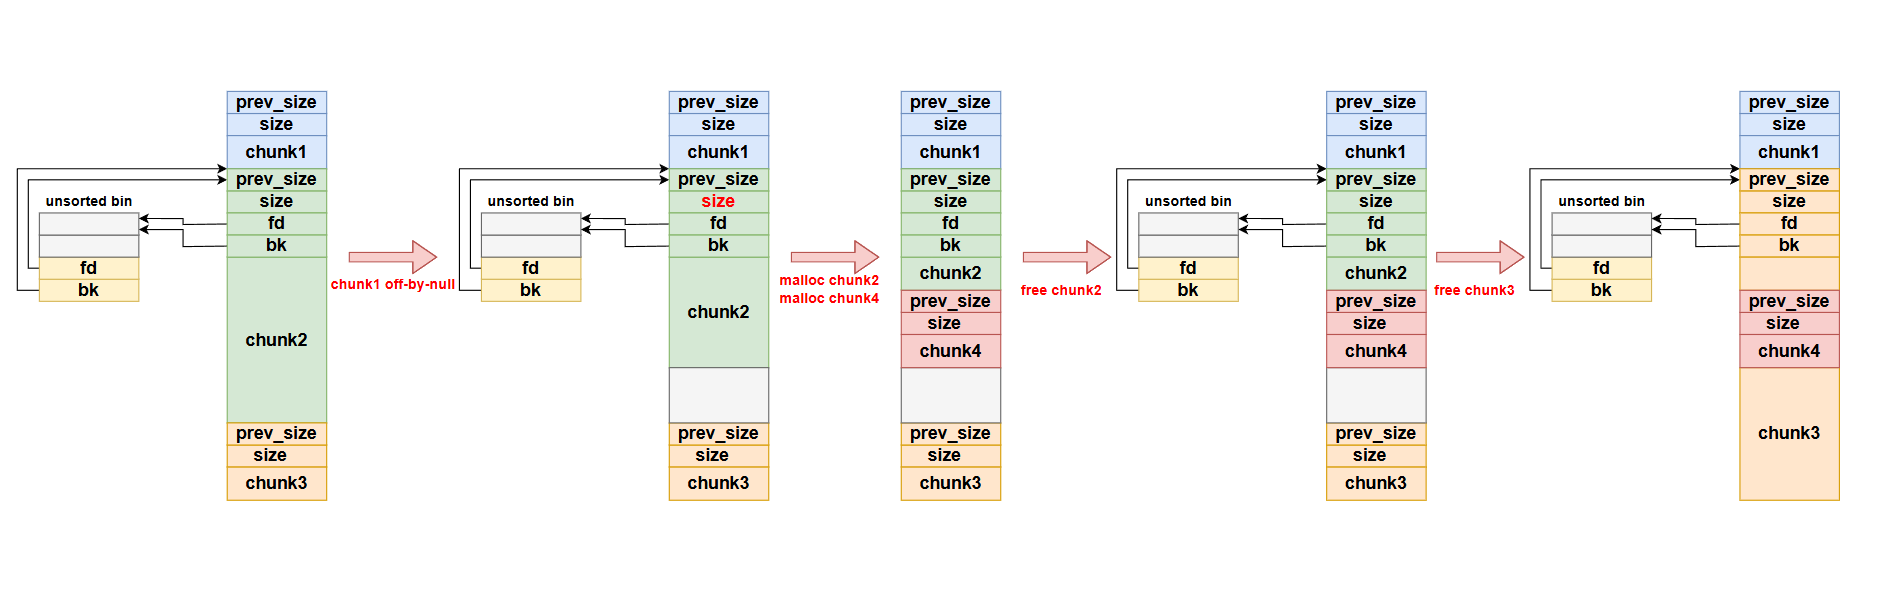 prev_size
size
chunk1
prev_size
size
fd
bk
chunk2
prev_size
size
chunk3
unsorted bin
fd
bk
chunk1 off-by-null
prev_size
size
chunk1
prev_size
size
fd
bk
chunk2
prev_size
size
chunk3
unsorted bin
fd
bk
malloc chunk2
malloc chunk4
prev_size
size
chunk1
prev_size
size
fd
bk
chunk2
prev_size
size
chunk4
prev_size
size
chunk3
free chunk2
unsorted bin
fd
bk
prev_size
size
chunk1
prev_size
size
fd
bk
chunk2
prev_size
size
chunk4
prev_size
size
chunk3
free chunk3
unsorted bin
fd
bk
prev_size
size
chunk1
prev_size
size
fd
bk
prev_size
size
chunk4
chunk3